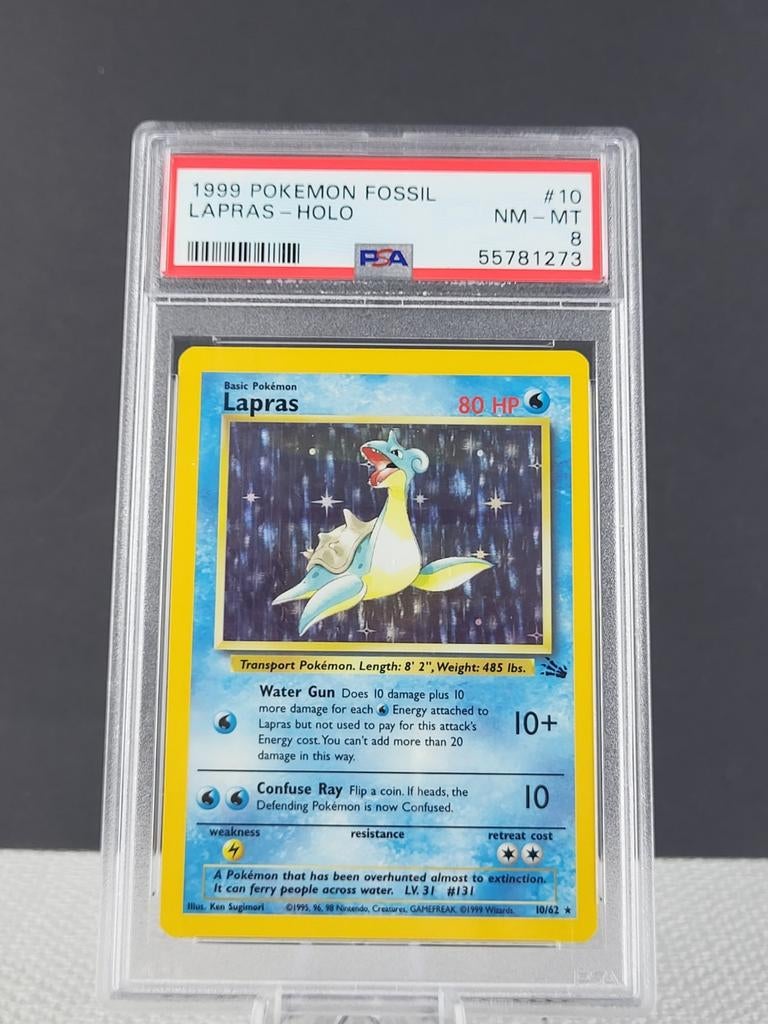 1999 POKEMON FOSSIL #10
LAPRAS - HOLO NM - MT
8
PSA 55781273
Basic Pokémon
Lapras 80 HP
Transport Pokémon. Length: 8' 2", Weight: 485 lbs.
Water Gun Does 10 damage plus 10
more damage for each Energy attached to
Lapras but not used to pay for this attack's
Energy cost. You can't add more than 20
damage in this way.
10+
Confuse Ray Flip a coin. If heads, the
Defending Pokémon is now Confused.
10
weakness resistance retreat cost
A Pokémon that has been overhunted almost to extinction.
It can ferry people across water. LV. 31 #131
Illus. Ken Sugimori ©1995, 96, 98 Nintendo, Creatures, GAMEFREAK. ©1999 Wizards. 10/62 ★
PSA